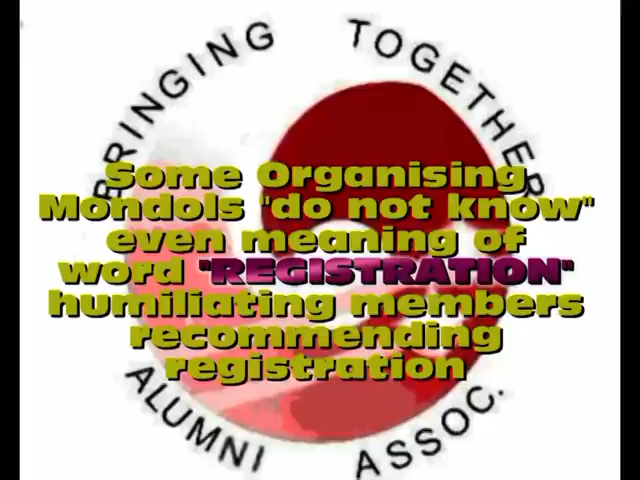 BRINGING TOGETHER
Some Organising
Mondols "do not know"
even meaning of
word "REGISTRATION"
humiliating members
recommending
registration
ALUMNI ASSOC.